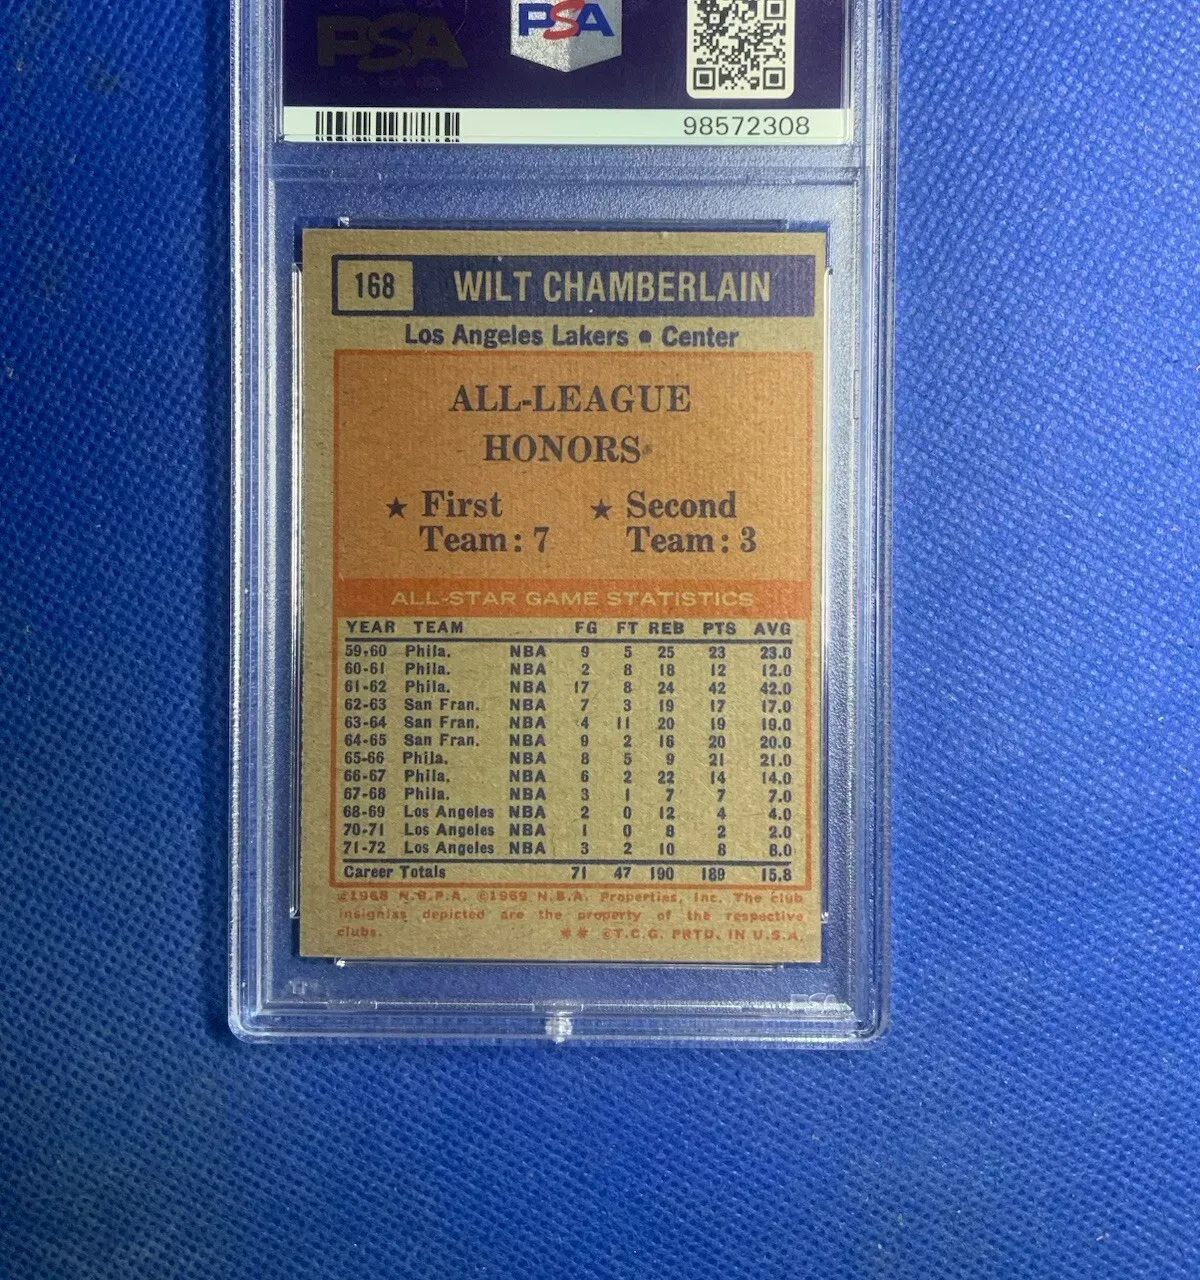 PSA
PSA
98572308
168 WILT CHAMBERLAIN
Los Angeles Lakers • Center
ALL-LEAGUE
HONORS
★ First ★ Second
Team: 7 Team: 3
ALL-STAR GAME STATISTICS
YEAR TEAM FG FT REB PTS AVG
59-60 Phila. NBA 9 5 25 23 23.0
60-61 Phila. NBA 2 8 18 12 12.0
61-62 Phila. NBA 17 8 24 42 42.0
62-63 San Fran. NBA 7 3 19 17 17.0
63-64 San Fran. NBA 4 11 20 19 19.0
64-65 San Fran. NBA 9 2 16 20 20.0
65-66 Phila. NBA 8 5 9 21 21.0
66-67 Phila. NBA 6 2 22 14 14.0
67-68 Phila. NBA 3 1 7 7 7.0
68-69 Los Angeles NBA 2 0 12 4 4.0
70-71 Los Angeles NBA 1 0 8 2 2.0
71-72 Los Angeles NBA 3 2 10 8 8.0
Career Totals 71 47 190 189 15.8
©1968 N.B.P.A. ©1969 N.B.A. Properties, Inc. The club
insignias depicted are the property of the respective
clubs. ** ©T.C.G. PRTD. IN U.S.A.